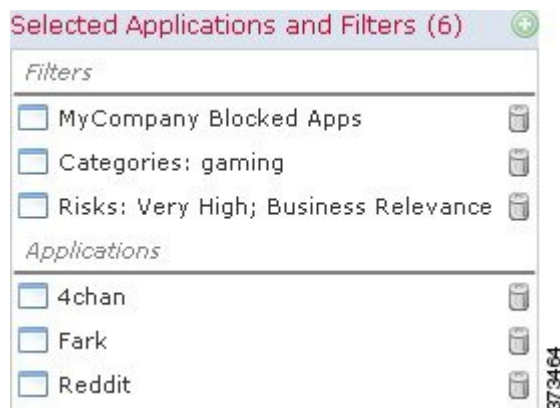 Selected Applications and Filters (6)
Filters
MyCompany Blocked Apps
Categories: gaming
Risks: Very High; Business Relevance
Applications
4chan
Fark
Reddit
373464